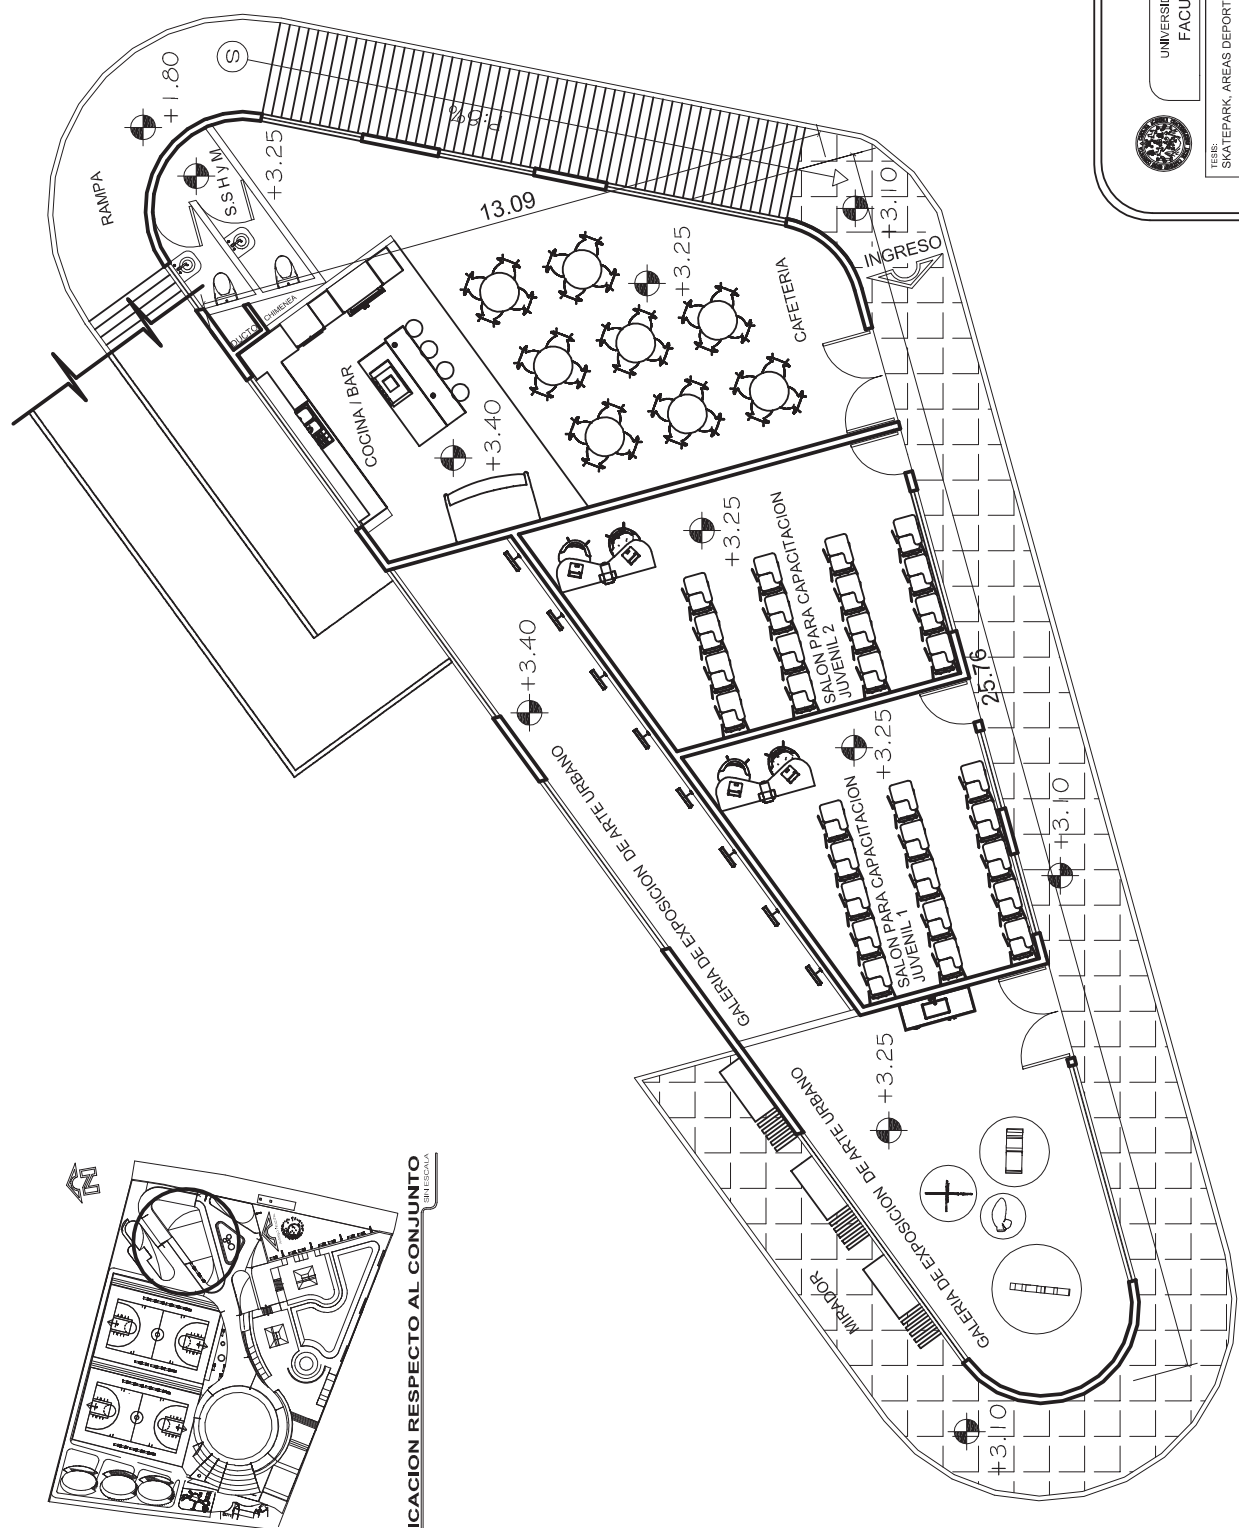 UNIVERSID
FACU
TESIS:
SKATEPARK, AREAS DEPORT
S
+1.80
RAMPA
S.S H y M
+3.25
13.09
+3.10
INGRESO
+3.25
CAFETERIA
DUCTO
CHIMENEA
COCINA / BAR
+3.40
+3.25
SALON PARA CAPACITACION
JUVENIL 2
+3.40
25.76
+3.25
SALON PARA CAPACITACION
JUVENIL 1
+3.10
GALERIA DE EXPOSICION DE ARTE URBANO
+3.25
GALERIA DE EXPOSICION DE ARTE URBANO
MIRADOR
+3.10
N
ICACION RESPECTO AL CONJUNTO
SIN ESCALA